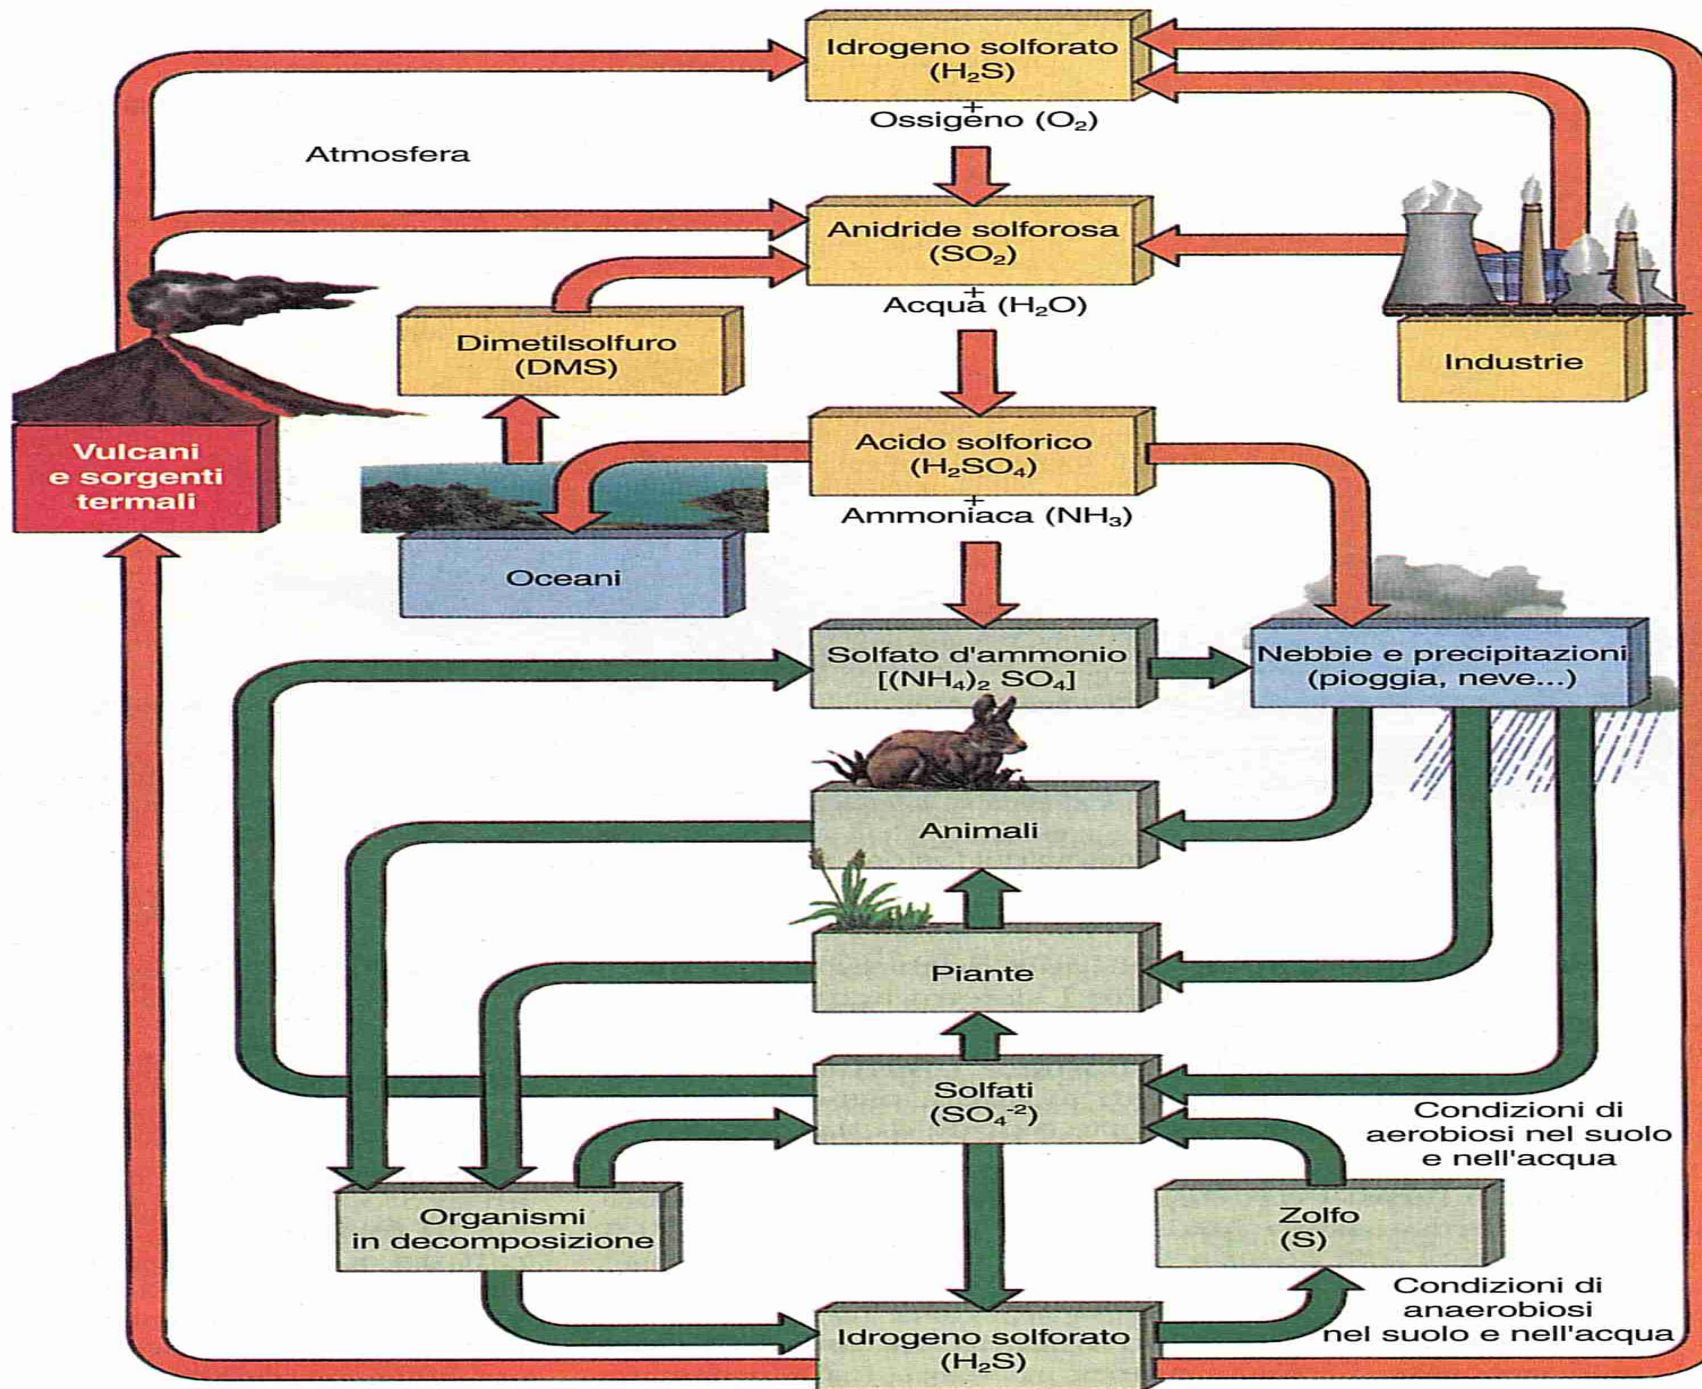 Idrogeno solforato
(H₂S)
+
Ossigeno (O₂)
Atmosfera
Anidride solforosa
(SO₂)
+
Acqua (H₂O)
Dimetilsolfuro
(DMS)
Industrie
Vulcani
e sorgenti
termali
Acido solforico
(H₂SO₄)
+
Ammoniaca (NH₃)
Oceani
Solfato d'ammonio
[(NH₄)₂ SO₄]
Nebbie e precipitazioni
(pioggia, neve...)
Animali
Piante
Solfati
(SO₄⁻²)
Condizioni di
aerobiosi nel suolo
e nell'acqua
Organismi
in decomposizione
Zolfo
(S)
Condizioni di
anaerobiosi
nel suolo e nell'acqua
Idrogeno solforato
(H₂S)